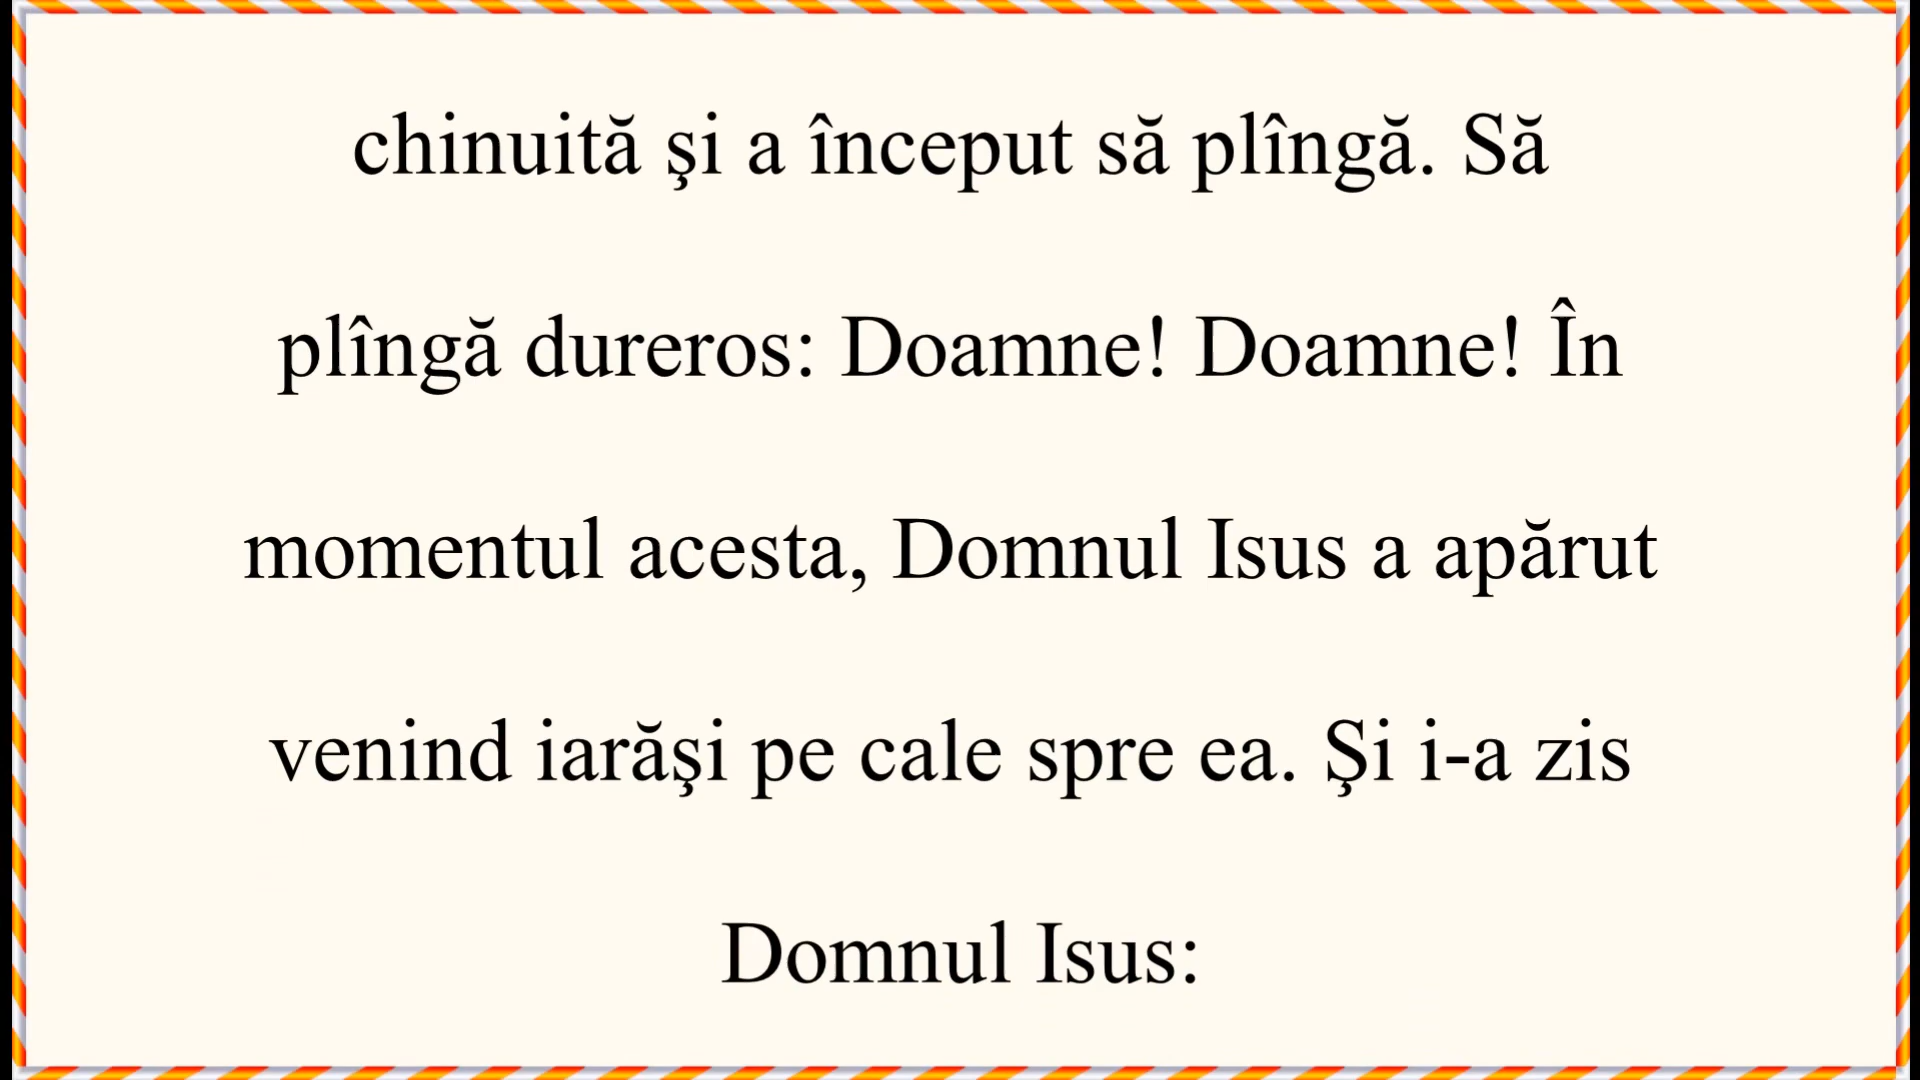 chinuită şi a început să plîngă. Să
plîngă dureros: Doamne! Doamne! În
momentul acesta, Domnul Isus a apărut
venind iarăşi pe cale spre ea. Şi i-a zis
Domnul Isus: